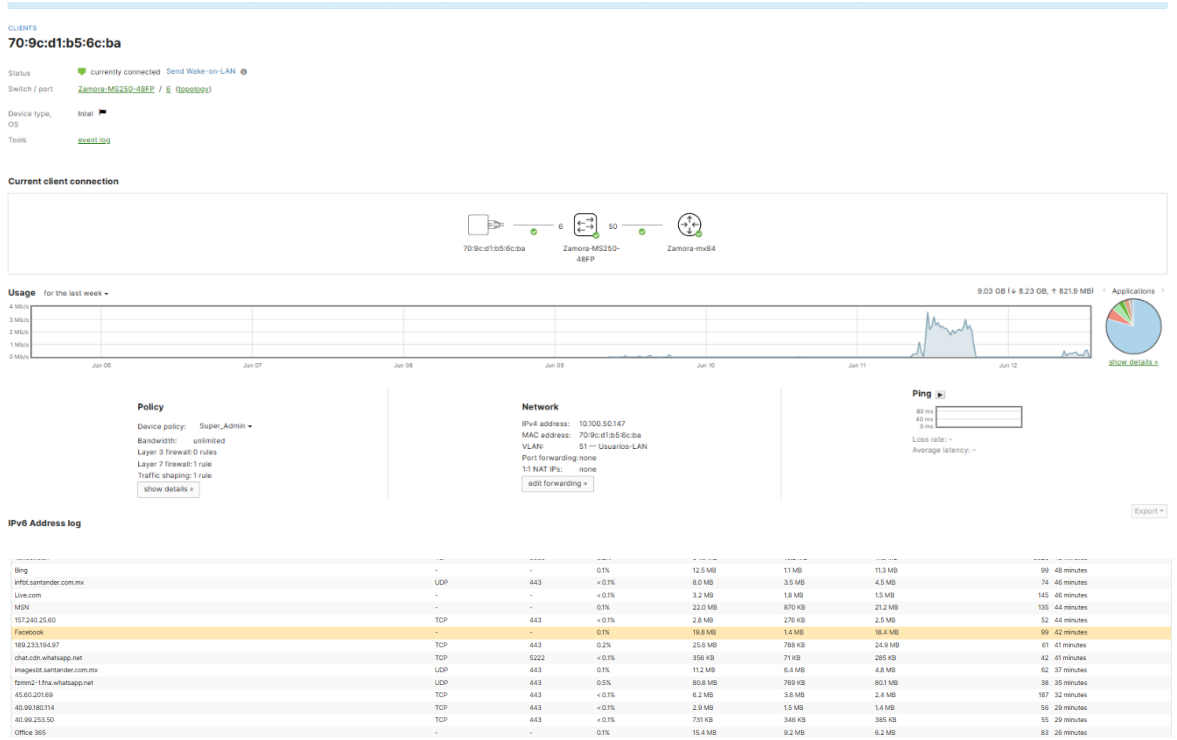 CLIENTS
70:9c:d1:b5:6c:ba
Status currently connected Send Wake-on-LAN
Switch / port Zamora-MS250-48FP / 6 (topology)
Device type, OS Intel
Tools event log
Current client connection
6 50
70:9c:d1:b5:6c:ba Zamora-MS250-48FP Zamora-mx84
Usage for the last week 9.03 GB (↓ 8.23 GB, ↑ 821.9 MB) Applications
4 Mb/s
3 Mb/s
2 Mb/s
1 Mb/s
0 Mb/s
Jun 06 Jun 07 Jun 08 Jun 09 Jun 10 Jun 11 Jun 12
show details »
Policy
Device policy: Super_Admin
Bandwidth: unlimited
Layer 3 firewall: 0 rules
Layer 7 firewall: 1 rule
Traffic shaping: 1 rule
show details »
Network
IPv4 address: 10.100.50.147
MAC address: 70:9c:d1:b5:6c:ba
VLAN: 51 — Usuarios-LAN
Port forwarding: none
1:1 NAT IPs: none
edit forwarding »
Ping
80 ms
40 ms
0 ms
Loss rate: –
Average latency: –
Export
IPv6 Address log
Bing - - 0.1% 12.5 MB 1.1 MB 11.3 MB 99 48 minutes
infbt.santander.com.mx UDP 443 < 0.1% 8.0 MB 3.5 MB 4.5 MB 74 46 minutes
Live.com - - < 0.1% 3.2 MB 1.8 MB 1.5 MB 145 46 minutes
MSN - - 0.1% 22.0 MB 870 KB 21.2 MB 135 44 minutes
157.240.25.60 TCP 443 < 0.1% 2.8 MB 276 KB 2.5 MB 52 44 minutes
Facebook - - 0.1% 19.8 MB 1.4 MB 18.4 MB 99 42 minutes
189.233.194.97 TCP 443 0.2% 25.6 MB 788 KB 24.9 MB 61 41 minutes
chat.cdn.whatsapp.net TCP 5222 < 0.1% 356 KB 71 KB 285 KB 42 41 minutes
imagesbt.santander.com.mx UDP 443 0.1% 11.2 MB 6.4 MB 4.8 MB 62 37 minutes
fzmm2-1.fna.whatsapp.net UDP 443 0.5% 80.8 MB 769 KB 80.1 MB 38 35 minutes
45.60.201.69 TCP 443 < 0.1% 6.2 MB 3.8 MB 2.4 MB 187 32 minutes
40.99.180.114 TCP 443 < 0.1% 2.9 MB 1.5 MB 1.4 MB 56 29 minutes
40.99.253.50 TCP 443 < 0.1% 731 KB 346 KB 385 KB 55 29 minutes
Office 365 - - 0.1% 15.4 MB 9.2 MB 6.2 MB 83 26 minutes